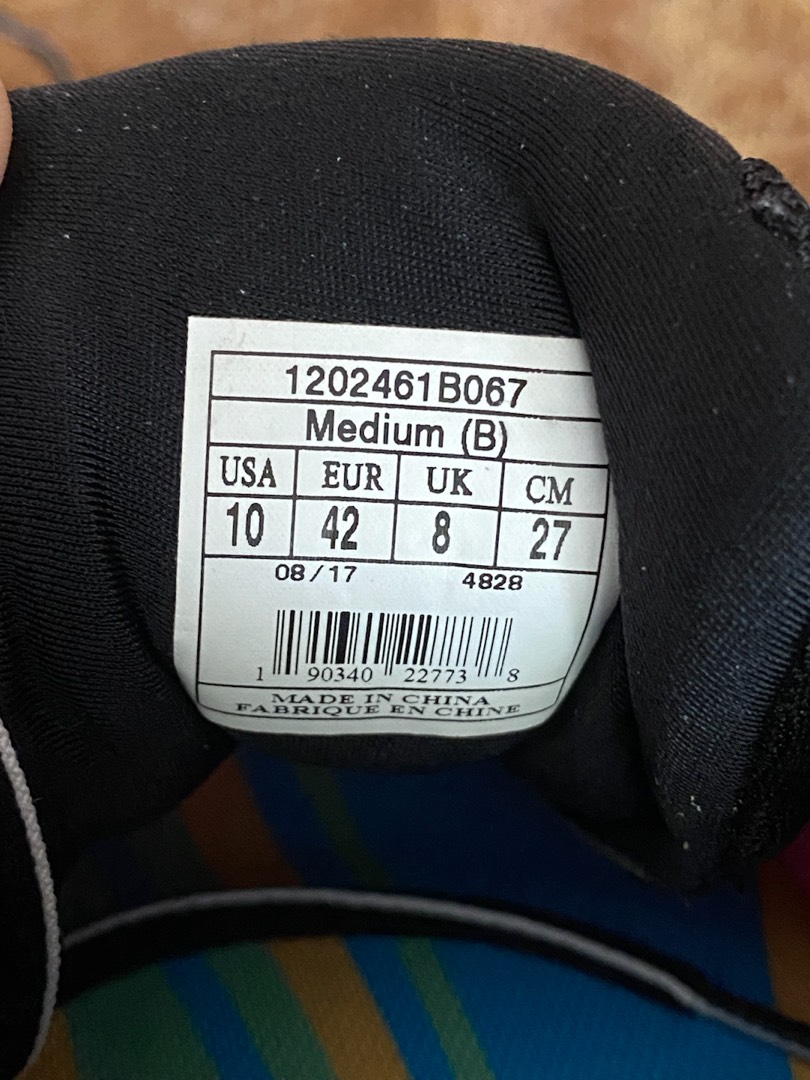 1202461B067
Medium (B)
USA EUR UK CM
10 42 8 27
08/17 4828
1 90340 22773 8
MADE IN CHINA
FABRIQUE EN CHINE